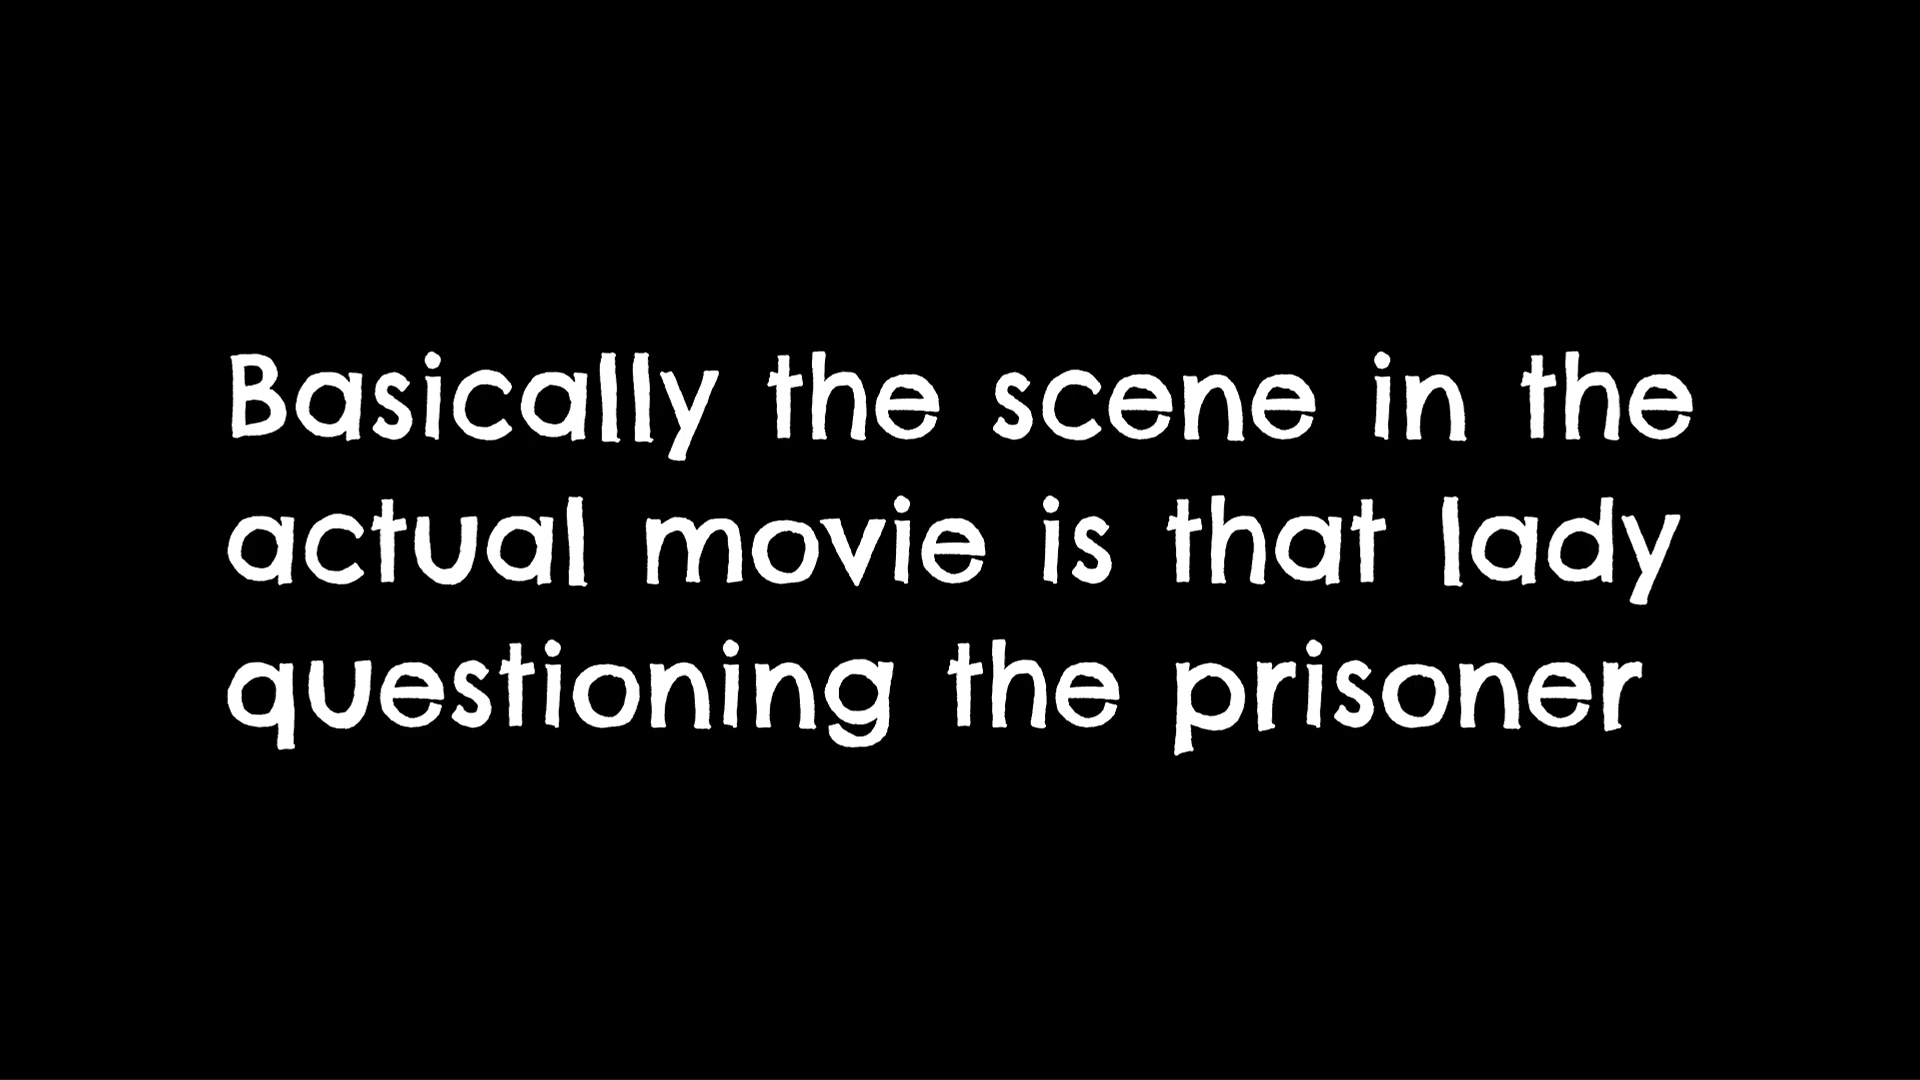 Basically the scene in the
actual movie is that lady
questioning the prisoner